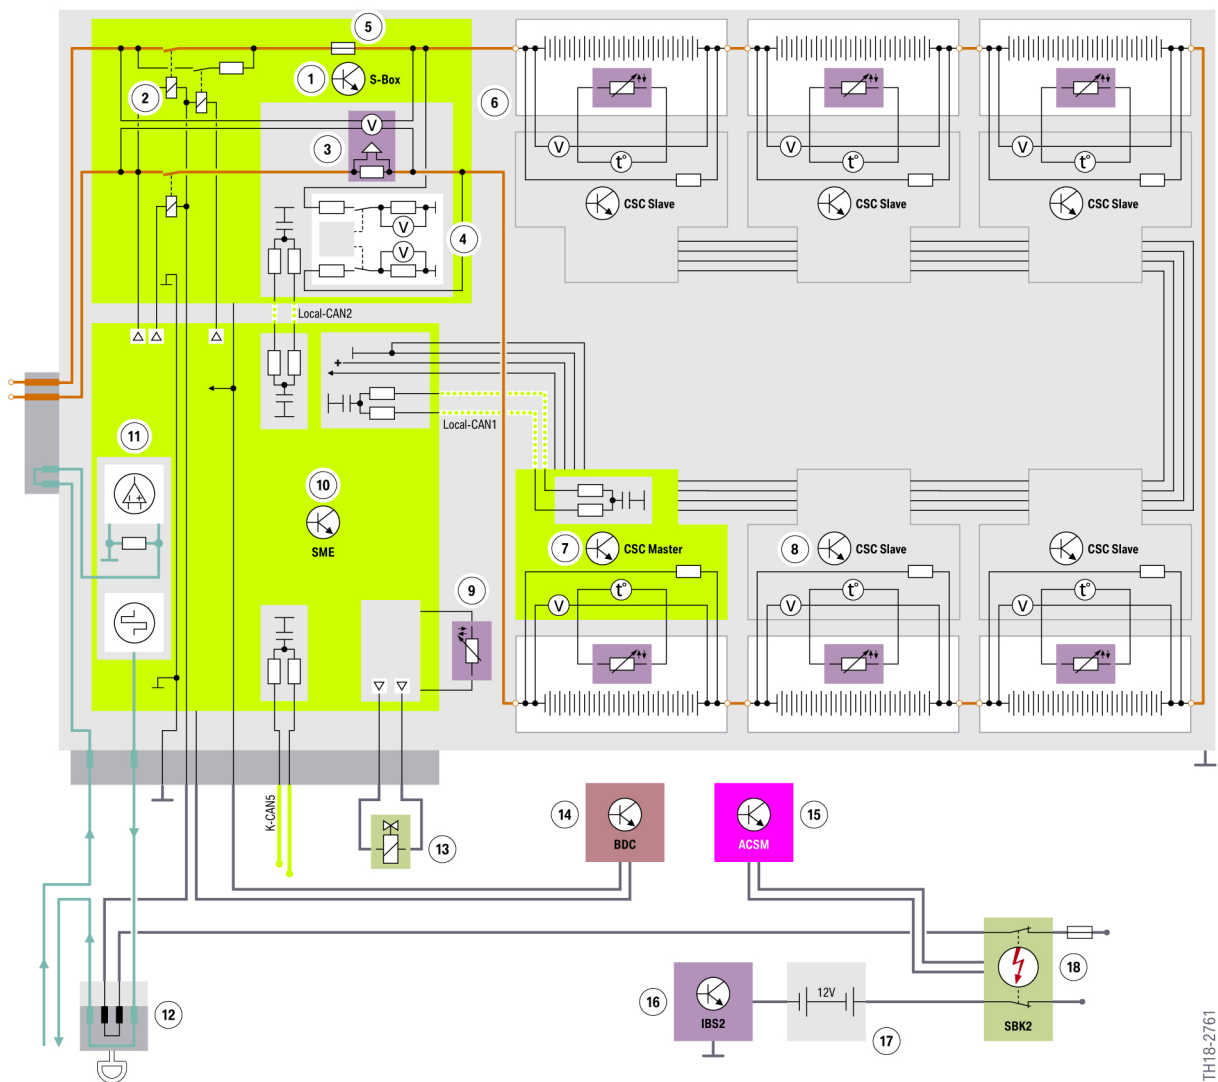 5
1
S-Box
2
V
3
6
V
t°
CSC Slave
V
t°
CSC Slave
V
t°
CSC Slave
V
V
4
Local-CAN2
+
Local-CAN1
11
10
SME
7
CSC Master
8
CSC Slave
CSC Slave
9
t°
V
t°
V
t°
V
K-CAN5
13
14
BDC
ACSM
15
12
16
IBS2
12V
17
18
SBK2
TH18-2761